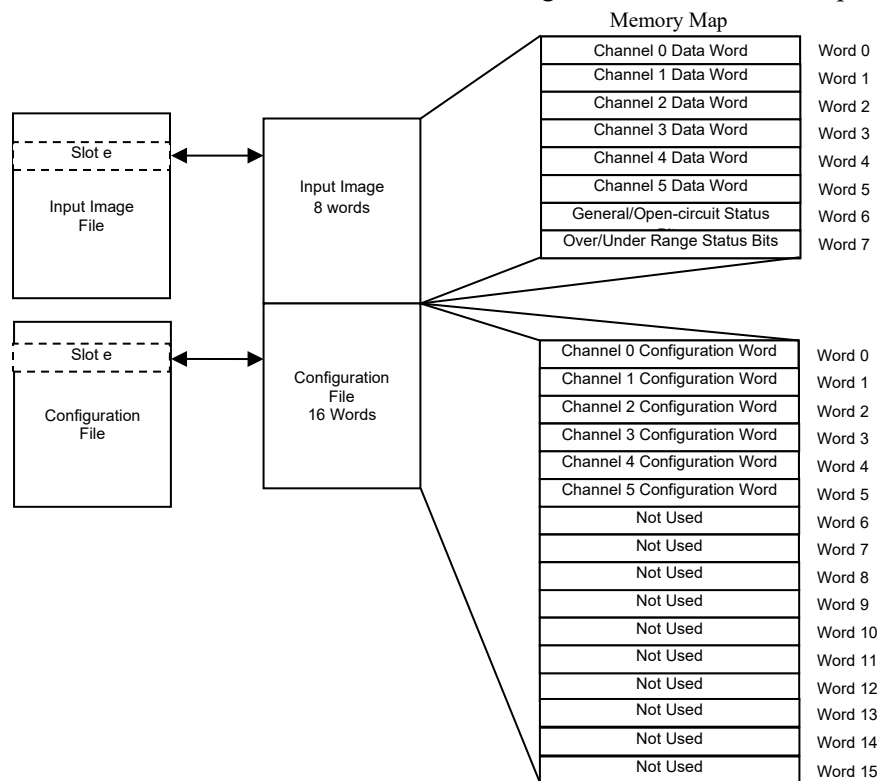 Memory Map
Channel 0 Data Word Word 0
Channel 1 Data Word Word 1
Channel 2 Data Word Word 2
Channel 3 Data Word Word 3
Channel 4 Data Word Word 4
Channel 5 Data Word Word 5
General/Open-circuit Status Word 6
Over/Under Range Status Bits Word 7
Slot e
Input Image
File
Input Image
8 words
Slot e
Configuration
File
Configuration
File
16 Words
Channel 0 Configuration Word Word 0
Channel 1 Configuration Word Word 1
Channel 2 Configuration Word Word 2
Channel 3 Configuration Word Word 3
Channel 4 Configuration Word Word 4
Channel 5 Configuration Word Word 5
Not Used Word 6
Not Used Word 7
Not Used Word 8
Not Used Word 9
Not Used Word 10
Not Used Word 11
Not Used Word 12
Not Used Word 13
Not Used Word 14
Not Used Word 15